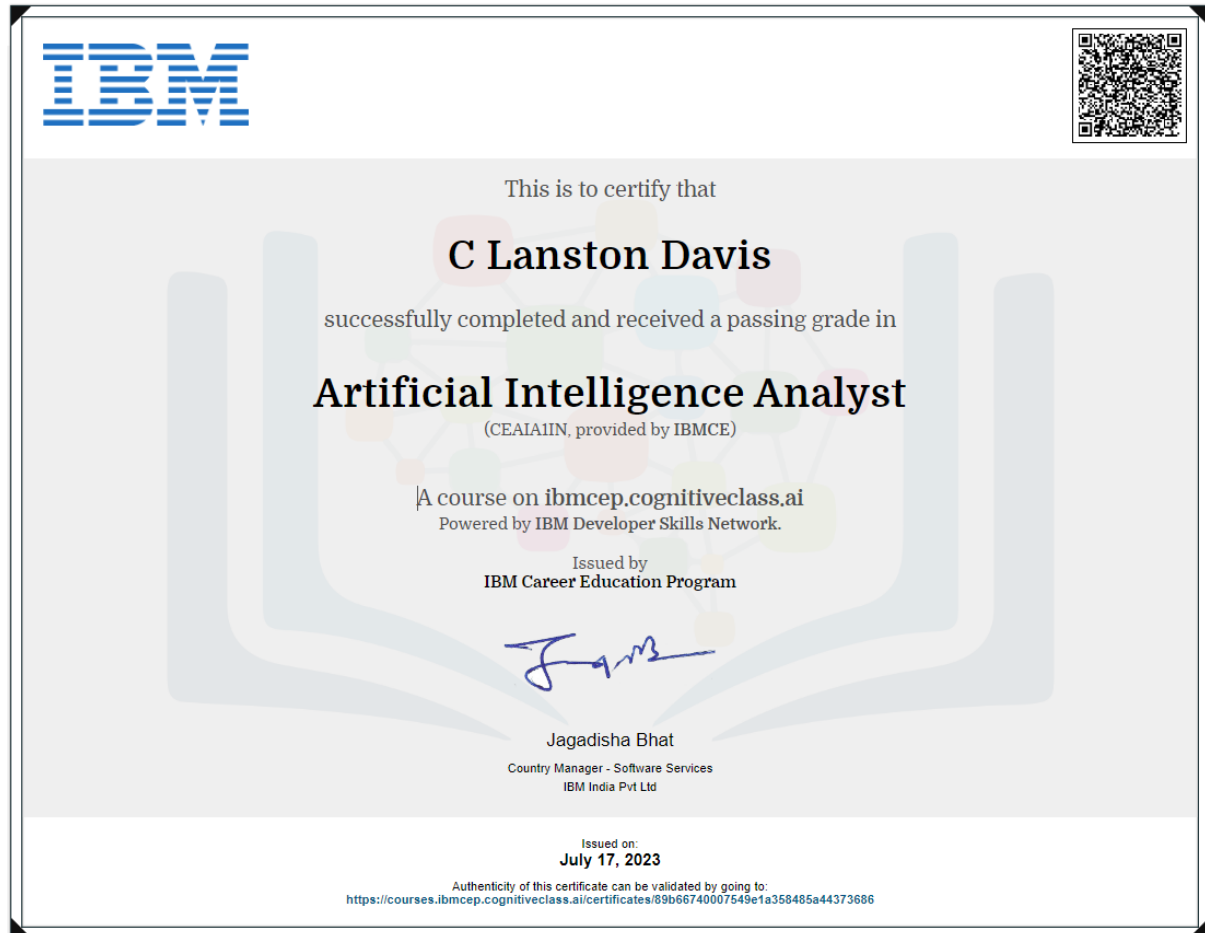 IBM
This is to certify that
C Lanston Davis
successfully completed and received a passing grade in
Artificial Intelligence Analyst
(CEAIA1IN, provided by IBMCE)
A course on ibmcep.cognitiveclass.ai
Powered by IBM Developer Skills Network.
Issued by
IBM Career Education Program
Jagadisha Bhat
Country Manager - Software Services
IBM India Pvt Ltd
Issued on:
July 17, 2023
Authenticity of this certificate can be validated by going to:
https://courses.ibmcep.cognitiveclass.ai/certificates/89b66740007549e1a358485a44373686